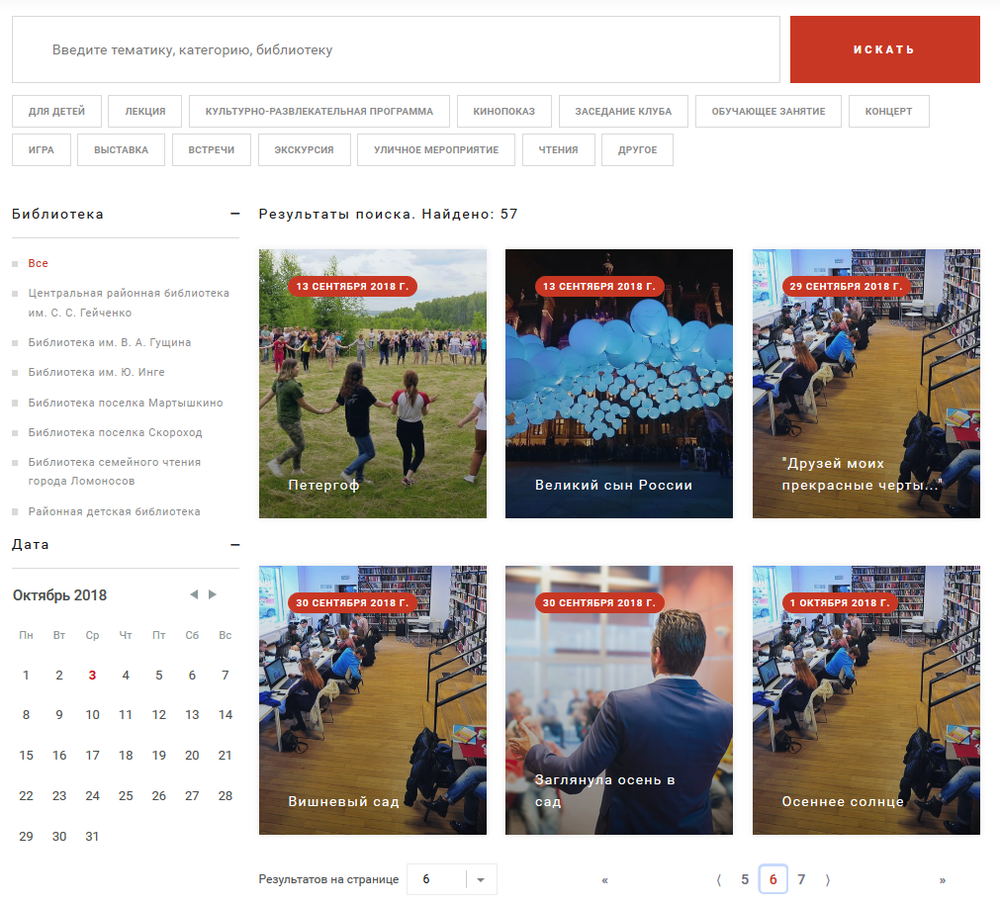 Введите тематику, категорию, библиотеку
ИСКАТЬ
ДЛЯ ДЕТЕЙ
ЛЕКЦИЯ
КУЛЬТУРНО-РАЗВЛЕКАТЕЛЬНАЯ ПРОГРАММА
КИНОПОКАЗ
ЗАСЕДАНИЕ КЛУБА
ОБУЧАЮЩЕЕ ЗАНЯТИЕ
КОНЦЕРТ
ИГРА
ВЫСТАВКА
ВСТРЕЧИ
ЭКСКУРСИЯ
УЛИЧНОЕ МЕРОПРИЯТИЕ
ЧТЕНИЯ
ДРУГОЕ
Библиотека −
Все
Центральная районная библиотека
им. С. С. Гейченко
Библиотека им. В. А. Гущина
Библиотека им. Ю. Инге
Библиотека поселка Мартышкино
Библиотека поселка Скороход
Библиотека семейного чтения
города Ломоносов
Районная детская библиотека
Дата −
Октябрь 2018
Пн Вт Ср Чт Пт Сб Вс
1 2 3 4 5 6 7
8 9 10 11 12 13 14
15 16 17 18 19 20 21
22 23 24 25 26 27 28
29 30 31
Результаты поиска. Найдено: 57
13 СЕНТЯБРЯ 2018 Г.
Петергоф
13 СЕНТЯБРЯ 2018 Г.
Великий сын России
29 СЕНТЯБРЯ 2018 Г.
"Друзей моих
прекрасные черты..."
30 СЕНТЯБРЯ 2018 Г.
Вишневый сад
30 СЕНТЯБРЯ 2018 Г.
Заглянула осень в
сад
1 ОКТЯБРЯ 2018 Г.
Осеннее солнце
Результатов на странице 6
« ⟨ 5 6 7 ⟩ »